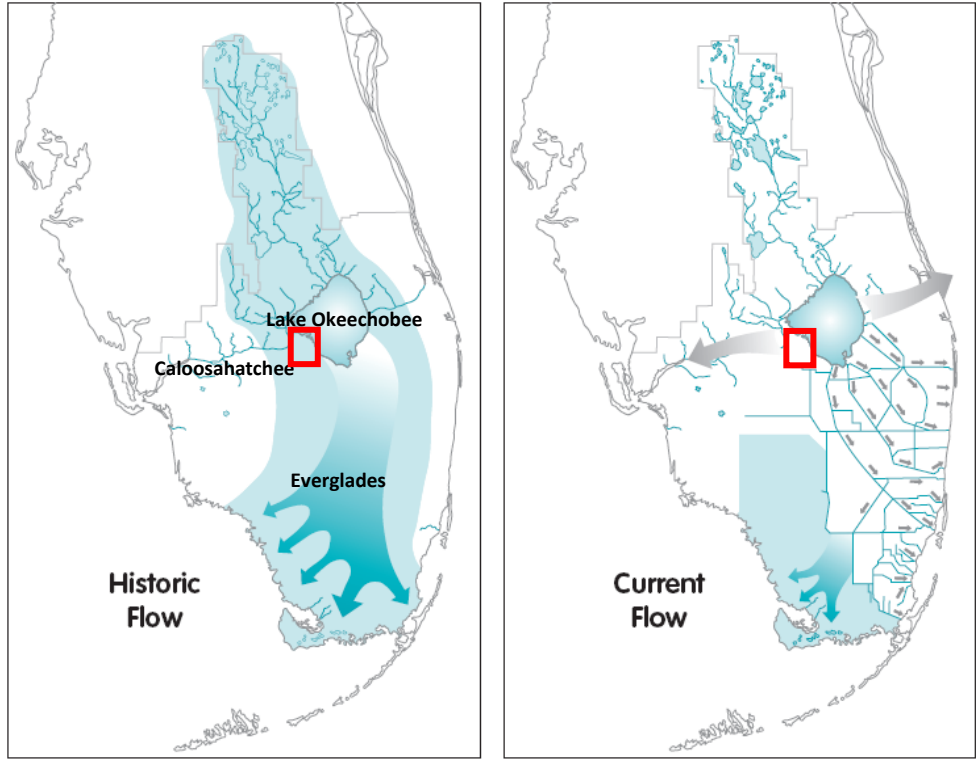 Lake Okeechobee
Caloosahatchee
Everglades
Historic
Flow
Current
Flow